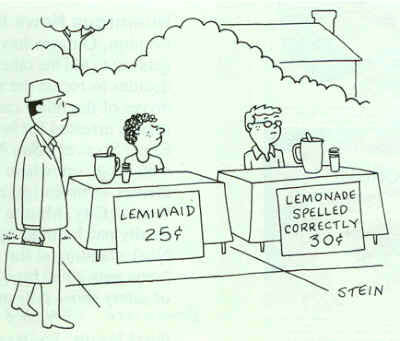 LEMINAID
25¢
LEMONADE
SPELLED
CORRECTLY
30¢
STEIN